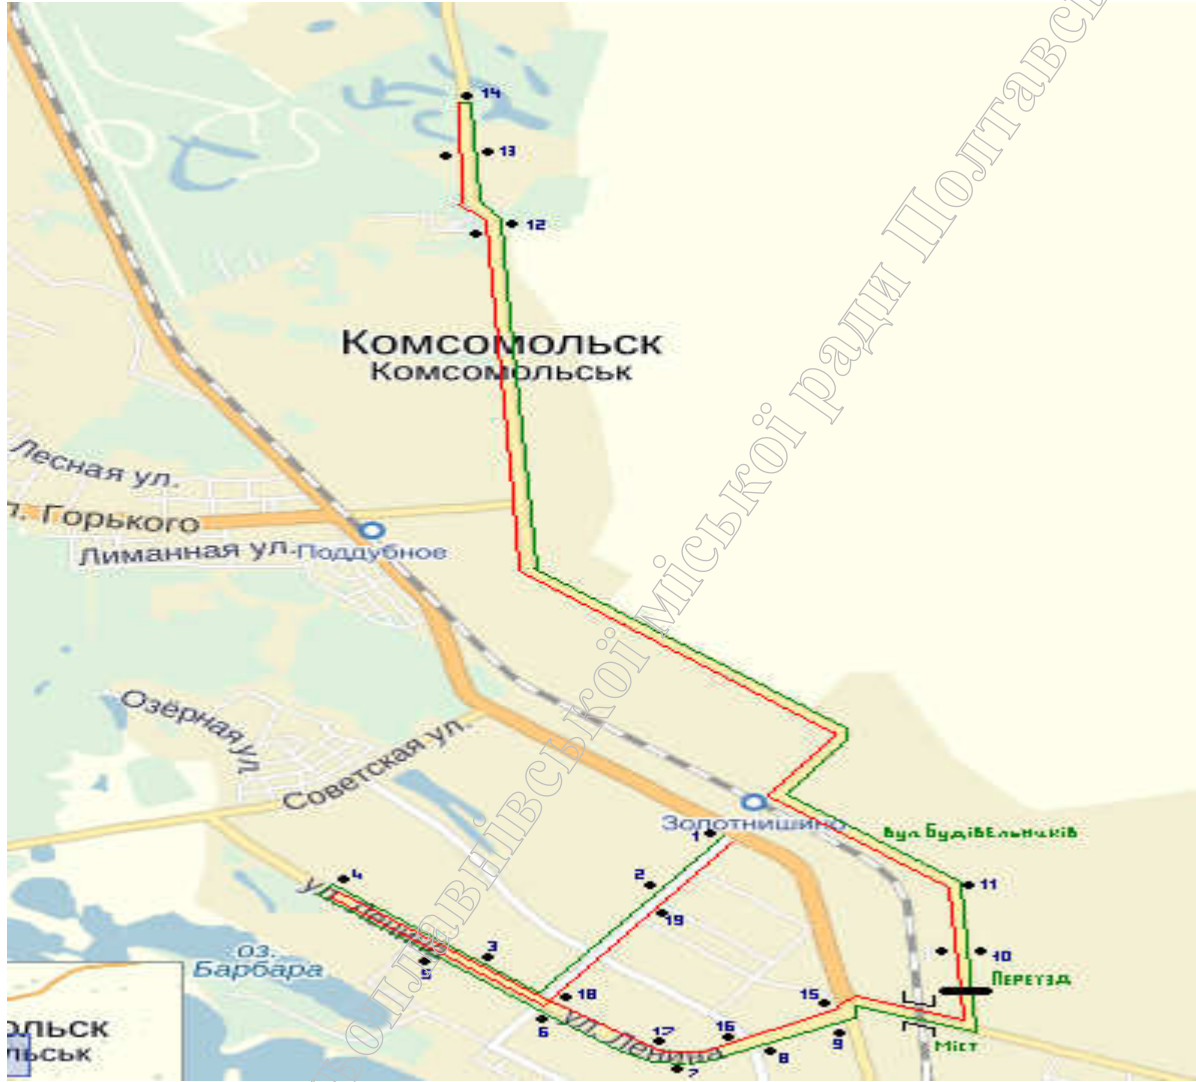 14
13
12
Комсомольск
Комсомольськ
Лесная ул.
л. Горького
Лиманная ул.
Поддубное
Озёрная ул.
Советская ул.
Золотнишино
вул.Будівельників
1
2
4
11
19
ул. Ленина
3
5
оз.
Барбара
10
Переїзд
18
15
6
ул. Ленина
17
16
9
8
7
Міст
ольск
льськ
олтавнівської міської ради Полтавсь